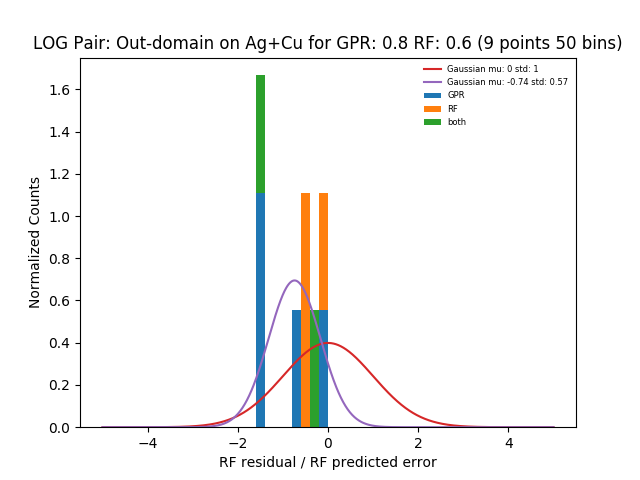 LOG Pair: Out-domain on Ag+Cu for GPR: 0.8 RF: 0.6 (9 points 50 bins)
Gaussian mu: 0 std: 1
Gaussian mu: -0.74 std: 0.57
GPR
RF
both
Normalized Counts
1.6
1.4
1.2
1.0
0.8
0.6
0.4
0.2
0.0
−4
−2
0
2
4
RF residual / RF predicted error